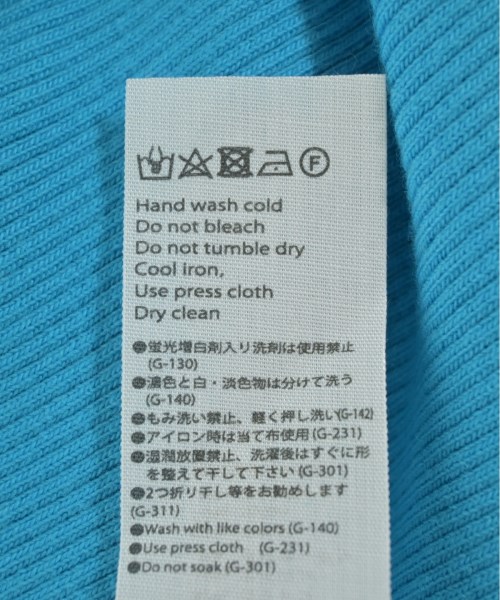 F
Hand wash cold
Do not bleach
Do not tumble dry
Cool iron,
Use press cloth
Dry clean
●蛍光増白剤入り洗剤は使用禁止
(G-130)
●濃色と白・淡色物は分けて洗う
(G-140)
●もみ洗い禁止、軽く押し洗い(G-142)
●アイロン時は当て布使用(G-231)
●湿潤放置禁止、洗濯後はすぐに形
を整えて干して下さい(G-301)
●2つ折り干し等をお勧めします
(G-311)
●Wash with like colors (G-140)
●Use press cloth (G-231)
●Do not soak (G-301)